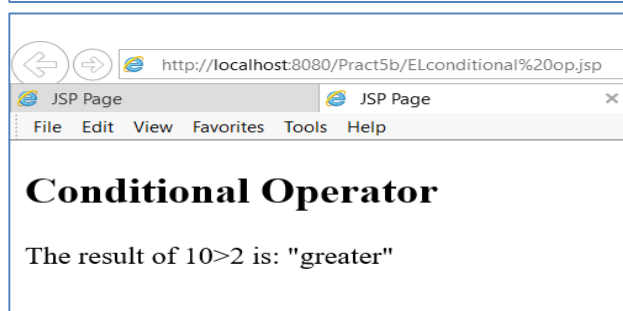 http://localhost:8080/Pract5b/ELconditional%20op.jsp
JSP Page JSP Page
File Edit View Favorites Tools Help
Conditional Operator
The result of 10>2 is: "greater"